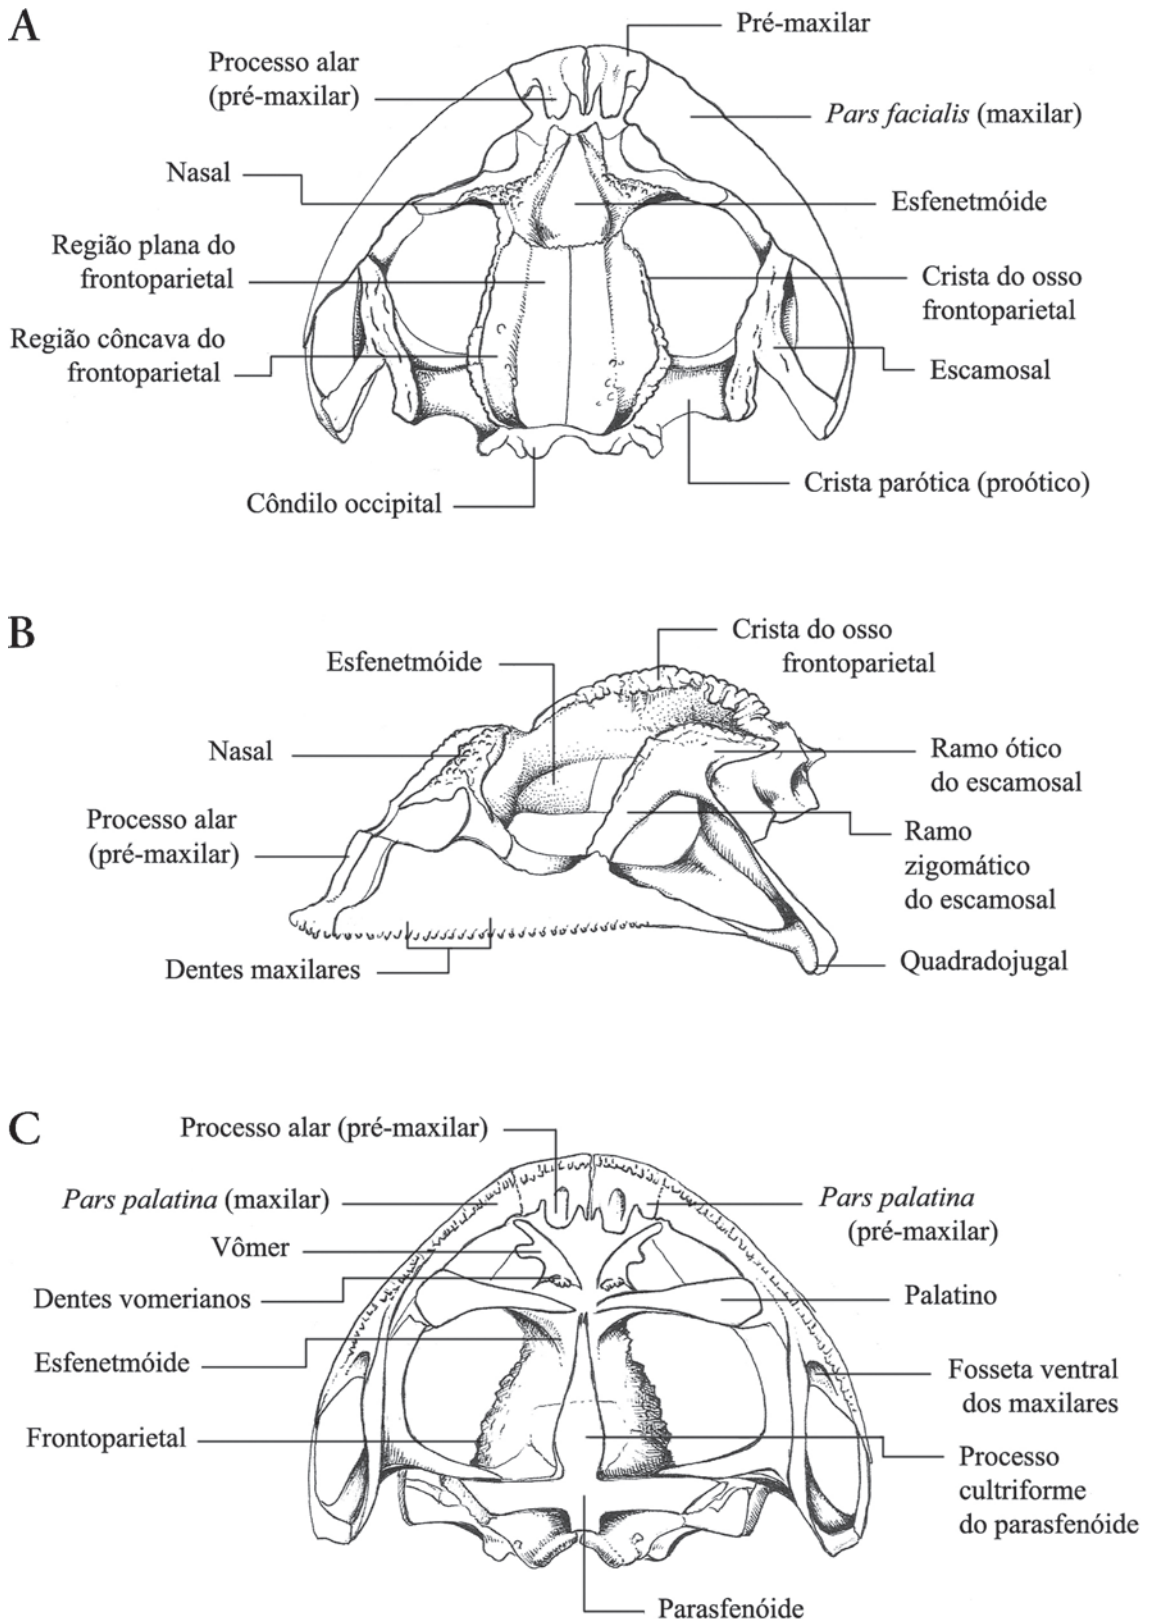 A
Pré-maxilar
Processo alar
(pré-maxilar)
Pars facialis (maxilar)
Nasal
Esfenetmóide
Região plana do
frontoparietal
Crista do osso
frontoparietal
Região côncava do
frontoparietal
Escamosal
Crista parótica (proótico)
Côndilo occipital
B
Crista do osso
frontoparietal
Esfenetmóide
Nasal
Ramo ótico
do escamosal
Processo alar
(pré-maxilar)
Ramo
zigomático
do escamosal
Dentes maxilares
Quadradojugal
C
Processo alar (pré-maxilar)
Pars palatina (maxilar)
Pars palatina
(pré-maxilar)
Vômer
Dentes vomerianos
Palatino
Esfenetmóide
Fosseta ventral
dos maxilares
Frontoparietal
Processo
cultriforme
do parasfenóide
Parasfenóide